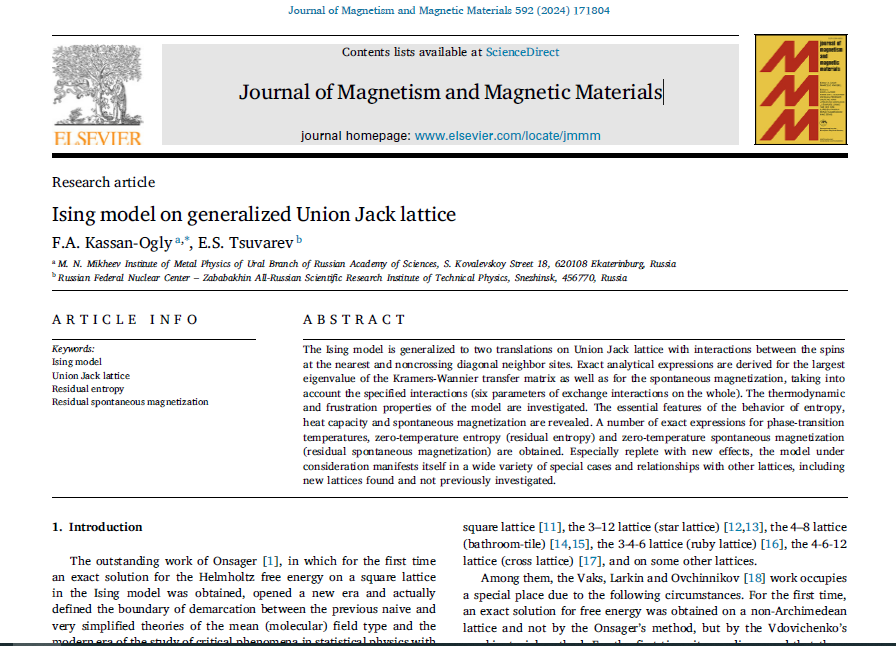 Journal of Magnetism and Magnetic Materials 592 (2024) 171804
Contents lists available at ScienceDirect
Journal of Magnetism and Magnetic Materials
journal homepage: www.elsevier.com/locate/jmmm
ELSEVIER
journal of
magnetism
and
magnetic
materials
Research article
Ising model on generalized Union Jack lattice
F.A. Kassan-Ogly a,*, E.S. Tsuvarev b
a M. N. Mikheev Institute of Metal Physics of Ural Branch of Russian Academy of Sciences, S. Kovalevskoy Street 18, 620108 Ekaterinburg, Russia
b Russian Federal Nuclear Center – Zababakhin All-Russian Scientific Research Institute of Technical Physics, Snezhinsk, 456770, Russia
ARTICLE INFO
Keywords:
Ising model
Union Jack lattice
Residual entropy
Residual spontaneous magnetization
ABSTRACT
The Ising model is generalized to two translations on Union Jack lattice with interactions between the spins
at the nearest and noncrossing diagonal neighbor sites. Exact analytical expressions are derived for the largest
eigenvalue of the Kramers-Wannier transfer matrix as well as for the spontaneous magnetization, taking into
account the specified interactions (six parameters of exchange interactions on the whole). The thermodynamic
and frustration properties of the model are investigated. The essential features of the behavior of entropy,
heat capacity and spontaneous magnetization are revealed. A number of exact expressions for phase-transition
temperatures, zero-temperature entropy (residual entropy) and zero-temperature spontaneous magnetization
(residual spontaneous magnetization) are obtained. Especially replete with new effects, the model under
consideration manifests itself in a wide variety of special cases and relationships with other lattices, including
new lattices found and not previously investigated.
1. Introduction
The outstanding work of Onsager [1], in which for the first time
an exact solution for the Helmholtz free energy on a square lattice
in the Ising model was obtained, opened a new era and actually
defined the boundary of demarcation between the previous naive and
very simplified theories of the mean (molecular) field type and the
modern era of the study of critical phenomena in statistical physics with
square lattice [11], the 3–12 lattice (star lattice) [12,13], the 4–8 lattice
(bathroom-tile) [14,15], the 3-4-6 lattice (ruby lattice) [16], the 4-6-12
lattice (cross lattice) [17], and on some other lattices.
Among them, the Vaks, Larkin and Ovchinnikov [18] work occupies
a special place due to the following circumstances. For the first time,
an exact solution for free energy was obtained on a non-Archimedean
lattice and not by the Onsager's method, but by the Vdovichenko's